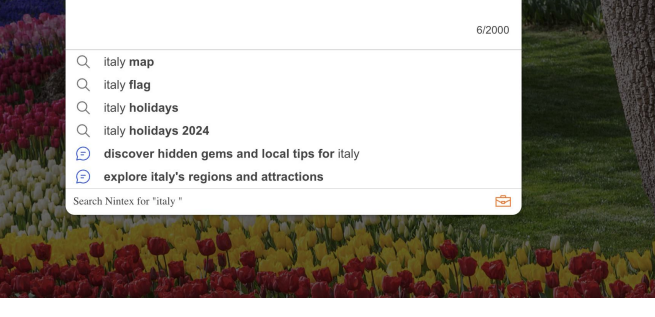 6/2000
italy map
italy flag
italy holidays
italy holidays 2024
discover hidden gems and local tips for italy
explore italy's regions and attractions
Search Nintex for "italy "